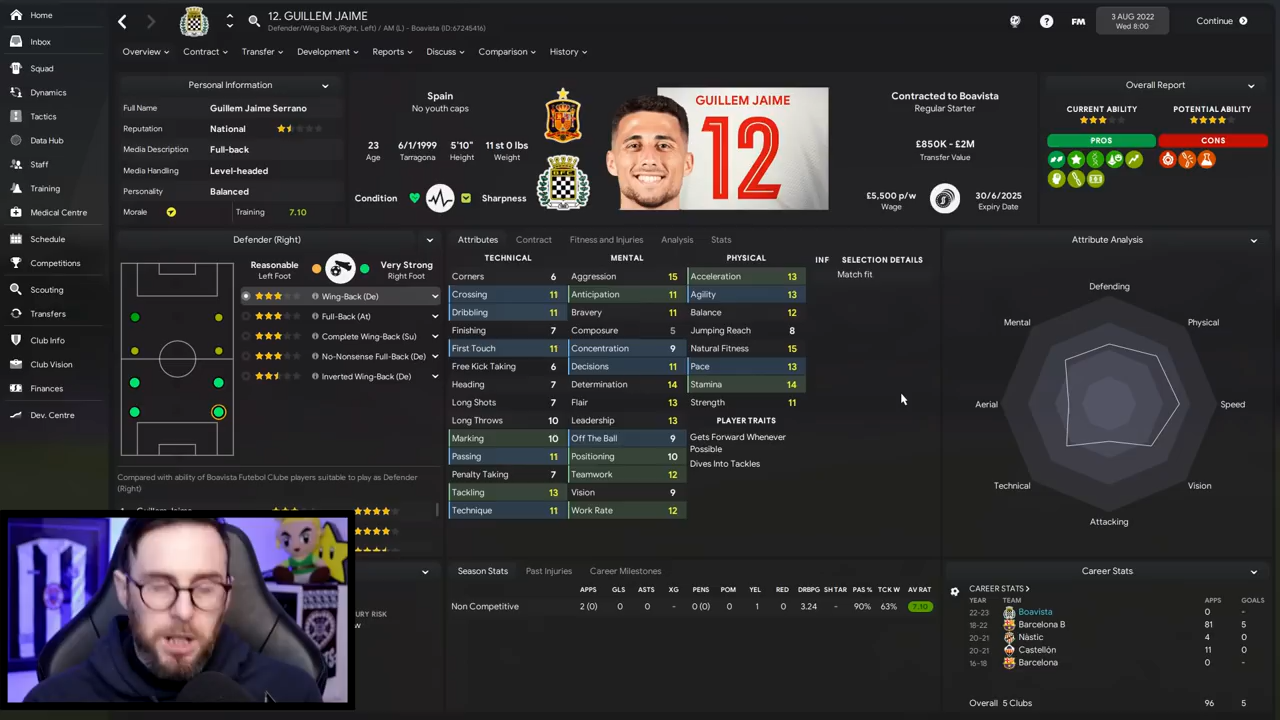 Home
Inbox
Squad
Dynamics
Tactics
Data Hub
Staff
Training
Medical Centre
Schedule
Competitions
Scouting
Transfers
Club Info
Club Vision
Finances
Dev. Centre
12. GUILLEM JAIME
Defender/Wing Back (Right, Left) / AM (L) - Boavista (ID:67245416)
FM
3 AUG 2022
Wed 8:00
Continue
Overview Contract Transfer Development Reports Discuss Comparison History
Personal Information
Full Name Guillem Jaime Serrano
Reputation National
Media Description Full-back
Media Handling Level-headed
Personality Balanced
Morale Training 7.10
Spain
No youth caps
23 6/1/1999 5'10" 11 st 0 lbs
Age Tarragona Height Weight
Condition Sharpness
GUILLEM JAIME
12
Contracted to Boavista
Regular Starter
£850K - £2M
Transfer Value
£5,500 p/w 30/6/2025
Wage Expiry Date
Overall Report
CURRENT ABILITY POTENTIAL ABILITY
PROS CONS
Defender (Right)
Reasonable Very Strong
Left Foot Right Foot
Wing-Back (De)
Full-Back (At)
Complete Wing-Back (Su)
No-Nonsense Full-Back (De)
Inverted Wing-Back (De)
Compared with ability of Boavista Futebol Clube players suitable to play as Defender
(Right)
Guillem Jaime
URY RISK
w
Attributes Contract Fitness and Injuries Analysis Stats
TECHNICAL MENTAL PHYSICAL
Corners 6 Aggression 15 Acceleration 13
Crossing 11 Anticipation 11 Agility 13
Dribbling 11 Bravery 11 Balance 12
Finishing 7 Composure 5 Jumping Reach 8
First Touch 11 Concentration 9 Natural Fitness 15
Free Kick Taking 6 Decisions 11 Pace 13
Heading 7 Determination 14 Stamina 14
Long Shots 7 Flair 13 Strength 11
Long Throws 10 Leadership 13 PLAYER TRAITS
Marking 10 Off The Ball 9 Gets Forward Whenever
Passing 11 Positioning 10 Possible
Penalty Taking 7 Teamwork 12 Dives Into Tackles
Tackling 13 Vision 9
Technique 11 Work Rate 12
INF SELECTION DETAILS
Match fit
Attribute Analysis
Defending
Mental Physical
Aerial Speed
Technical Vision
Attacking
Season Stats Past Injuries Career Milestones
APPS GLS ASTS XG PENS POM YEL RED DRBPG SH TAR PAS % TCK W AV RAT
Non Competitive 2 (0) 0 0 - 0 (0) 0 1 0 3.24 - 90% 63% 7.10
Career Stats
CAREER STATS >
YEAR TEAM APPS GOALS
22-23 Boavista 0 -
18-22 Barcelona B 81 5
20-21 Nàstic 4 0
20-21 Castellón 11 0
16-18 Barcelona 0 -
Overall 5 Clubs 96 5